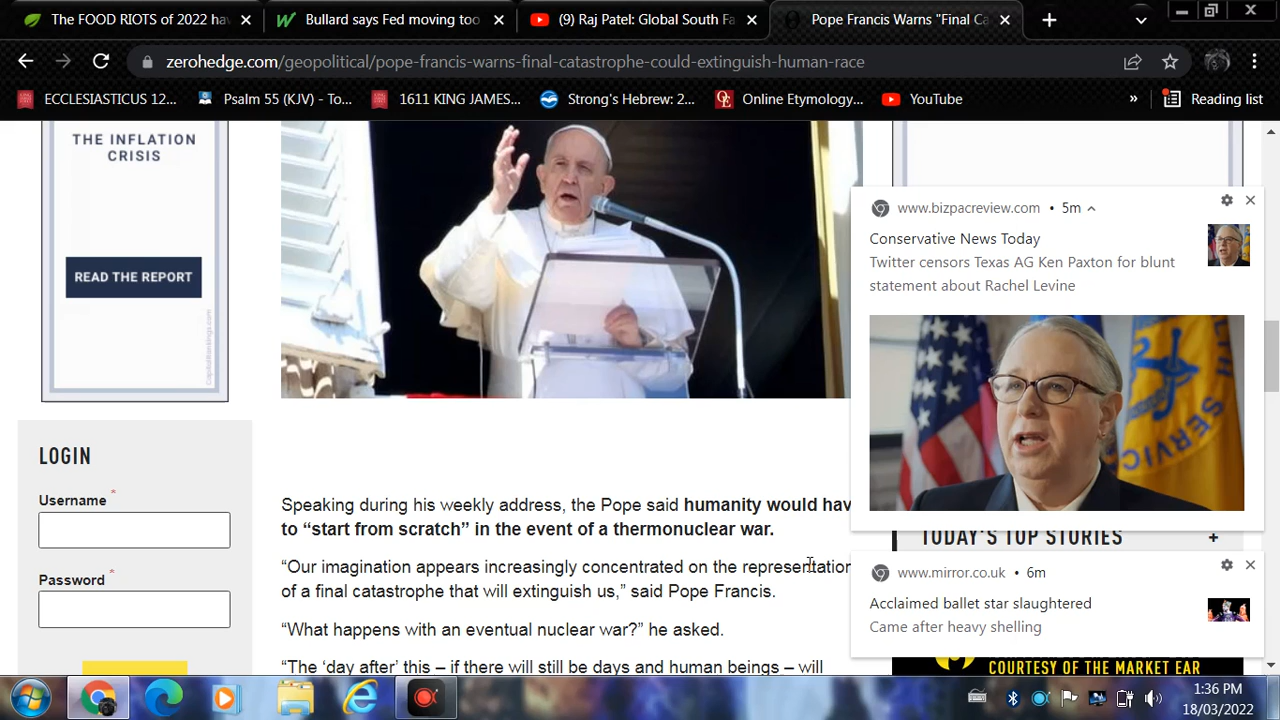 The FOOD RIOTS of 2022 hav
Bullard says Fed moving too
(9) Raj Patel: Global South Fa
Pope Francis Warns "Final Ca
zerohedge.com/geopolitical/pope-francis-warns-final-catastrophe-could-extinguish-human-race
ECCLESIASTICUS 12...
Psalm 55 (KJV) - To...
1611 KING JAMES...
Strong's Hebrew: 2...
Online Etymology...
YouTube
Reading list
THE INFLATION
CRISIS
READ THE REPORT
LOGIN
Username *
Password *
Speaking during his weekly address, the Pope said humanity would hav
to “start from scratch” in the event of a thermonuclear war.
“Our imagination appears increasingly concentrated on the representation
of a final catastrophe that will extinguish us,” said Pope Francis.
“What happens with an eventual nuclear war?” he asked.
“The ‘day after’ this – if there will still be days and human beings – will
www.bizpacreview.com • 5m
Conservative News Today
Twitter censors Texas AG Ken Paxton for blunt
statement about Rachel Levine
TODAY'S TOP STORIES +
www.mirror.co.uk • 6m
Acclaimed ballet star slaughtered
Came after heavy shelling
COURTESY OF THE MARKET EAR
1:36 PM
18/03/2022